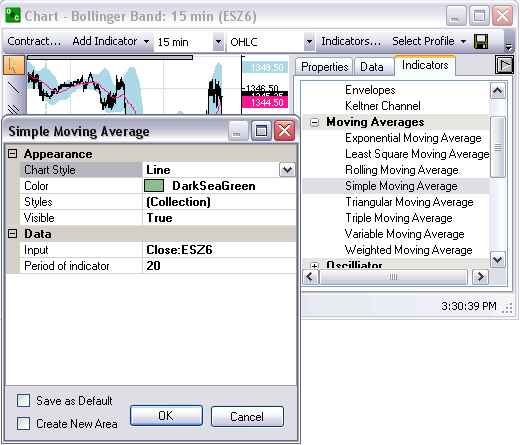 Chart - Bollinger Band: 15 min (ESZ6)
Contract... Add Indicator 15 min OHLC Indicators... Select Profile
1349.50
1346.50
1345.25
1344.50
Properties Data Indicators
Envelopes
Keltner Channel
Moving Averages
Exponential Moving Average
Least Square Moving Average
Rolling Moving Average
Simple Moving Average
Triangular Moving Average
Triple Moving Average
Variable Moving Average
Weighted Moving Average
Oscilliator
3:30:39 PM
Simple Moving Average
Appearance
Chart Style Line
Color DarkSeaGreen
Styles (Collection)
Visible True
Data
Input Close:ESZ6
Period of indicator 20
Save as Default
Create New Area
OK
Cancel